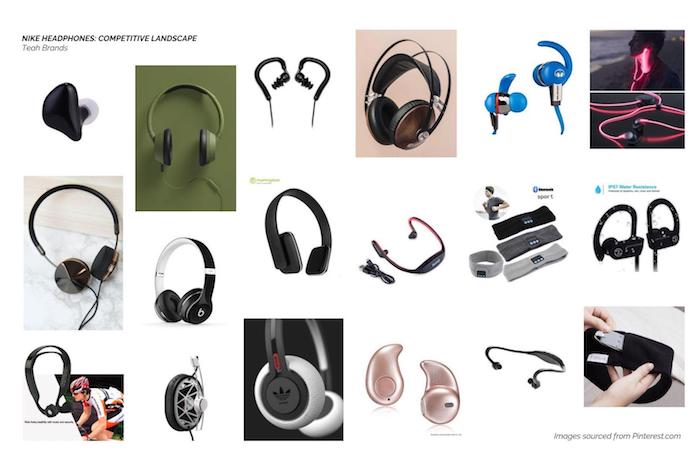 NIKE HEADPHONES: COMPETITIVE LANDSCAPE
Teah Brands
Bluetooth
sport
IP67 Water Resistance
Images sourced from Pinterest.com